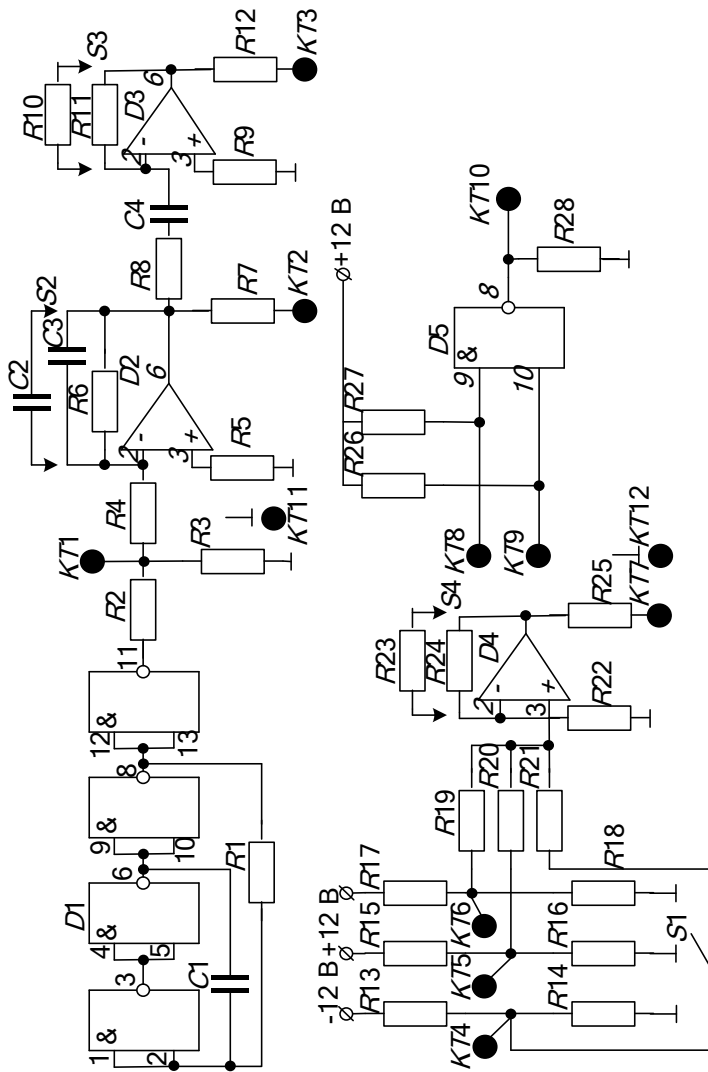 C2
S2
R10
S3
C3
R11
R6
KT1
D1
D2
D3
1
&
2
3
4
&
5
6
9
&
10
8
12
&
13
11
R2
R4
2
-
3
+
6
R8
C4
2
-
3
+
6
C1
R1
R3
R5
R7
R9
R12
KT11
KT2
KT3
-12 В
+12 В
+12 В
R13
R15
R17
R23
S4
R24
R26
R27
R19
R20
R21
D4
2
-
3
+
D5
9
&
10
8
KT10
KT4
KT5
KT6
KT8
KT9
R14
R16
R18
R22
R25
R28
KT7
KT12
S1